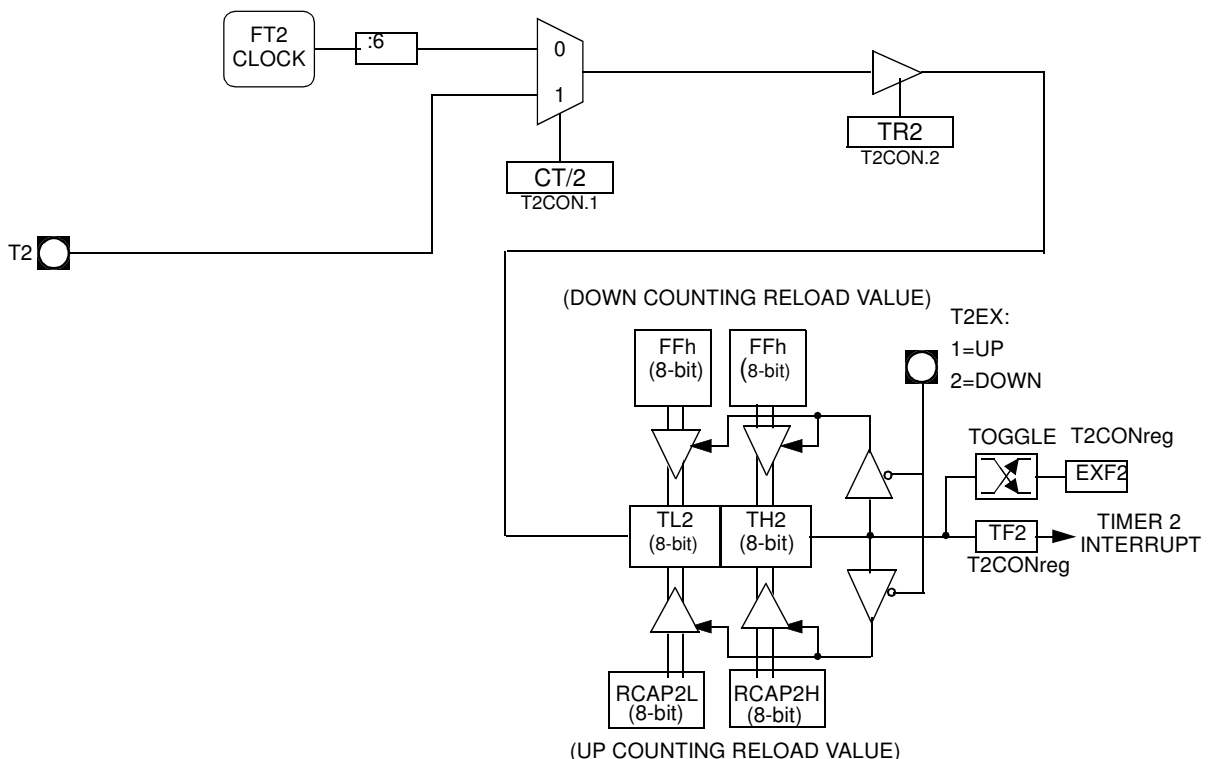 FT2
CLOCK
:6
0
1
TR2
T2CON.2
CT/2
T2CON.1
T2
(DOWN COUNTING RELOAD VALUE)
T2EX:
1=UP
2=DOWN
FFh
(8-bit)
FFh
(8-bit)
TOGGLE
T2CONreg
EXF2
TL2
(8-bit)
TH2
(8-bit)
TF2
TIMER 2
INTERRUPT
T2CONreg
RCAP2L
(8-bit)
RCAP2H
(8-bit)
(UP COUNTING RELOAD VALUE)